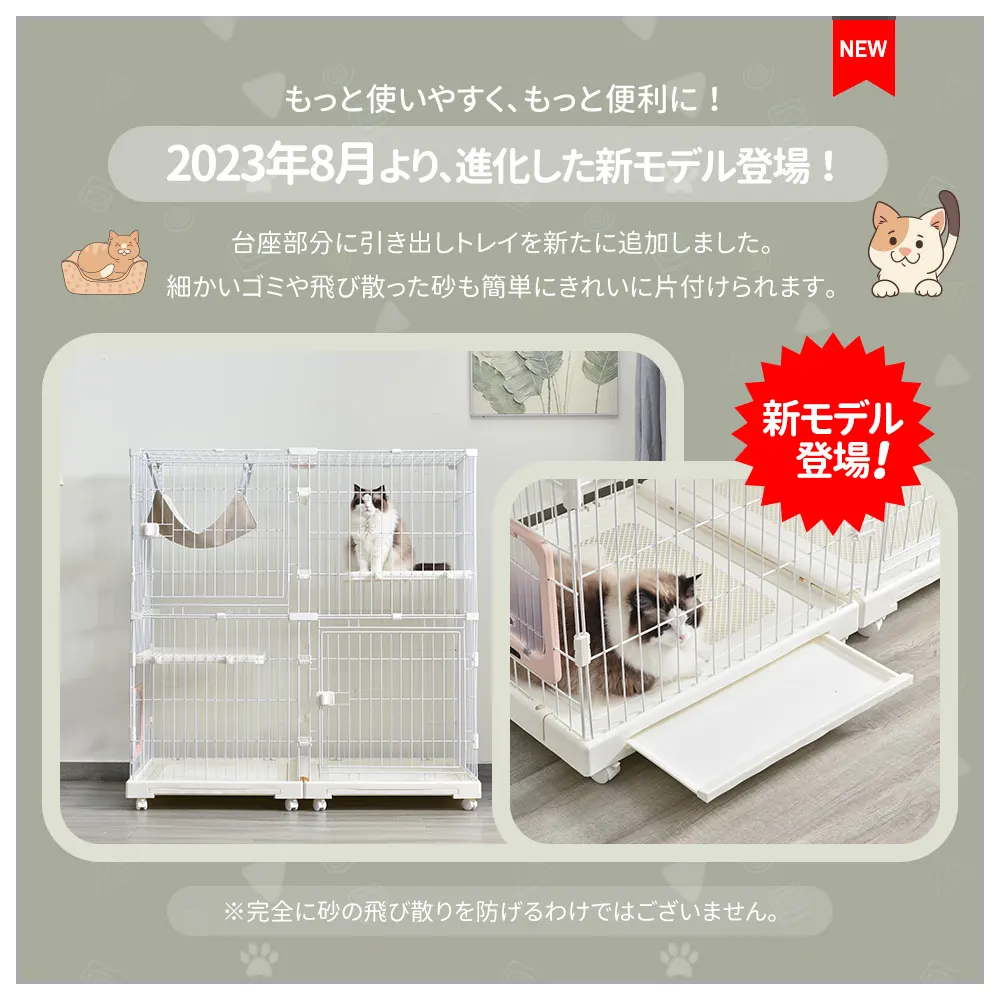 NEW
もっと使いやすく、もっと便利に！
2023年8月より、進化した新モデル登場！
台座部分に引き出しトレイを新たに追加しました。
細かいゴミや飛び散った砂も簡単にきれいに片付けられます。
新モデル
登場！
※完全に砂の飛び散りを防げるわけではございません。